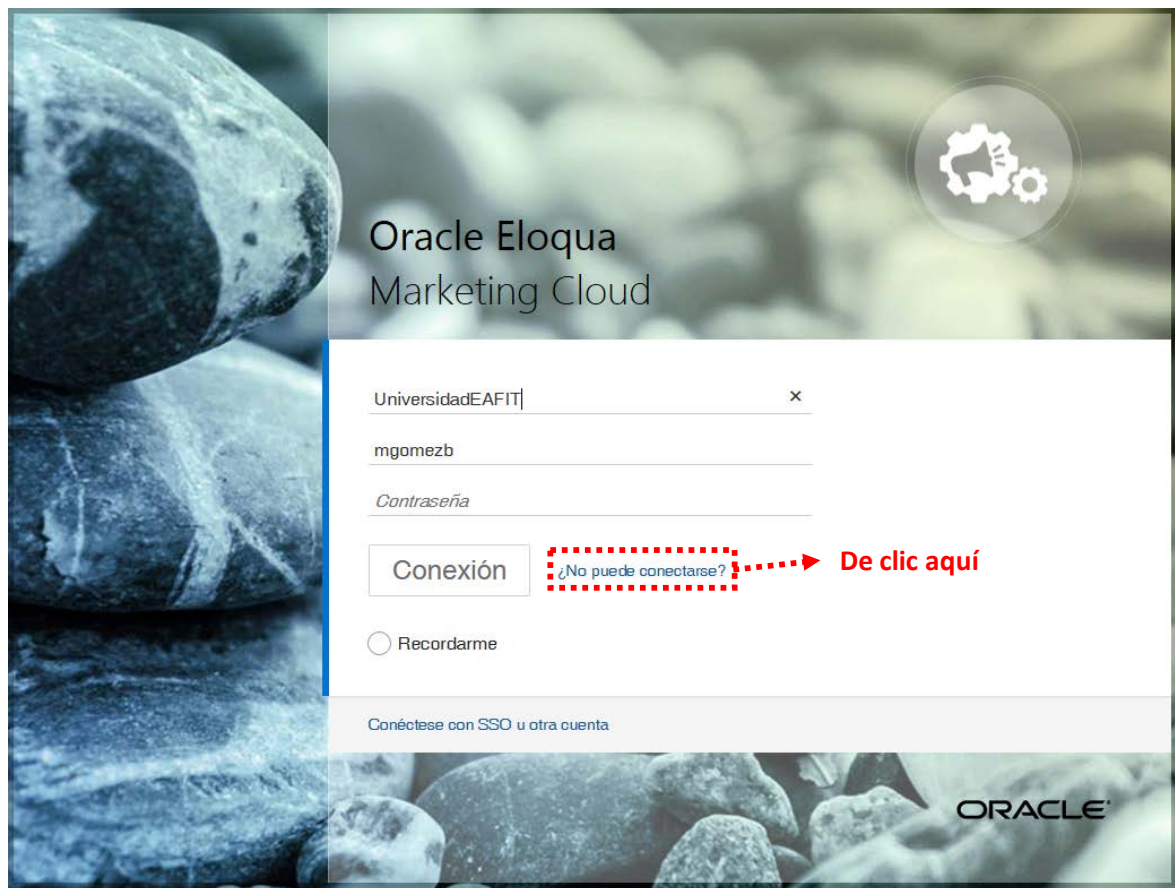 Oracle Eloqua
Marketing Cloud
UniversidadEAFIT
mgomezb
Contraseña
Conexión ¿No puede conectarse? De clic aquí
Recordarme
Conéctese con SSO u otra cuenta
ORACLE